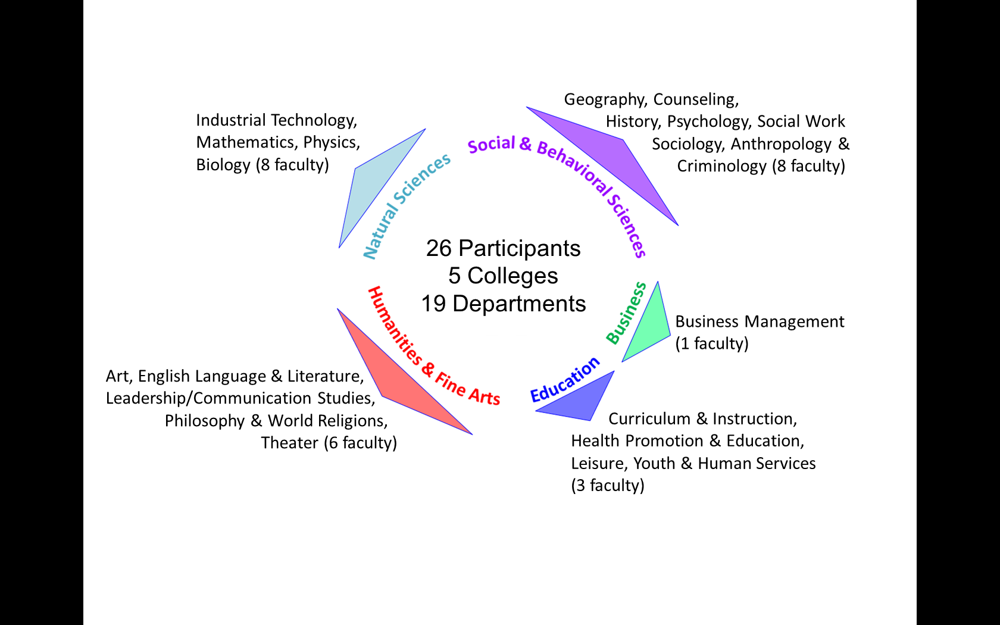 Geography, Counseling,
History, Psychology, Social Work
Sociology, Anthropology &
Criminology (8 faculty)
Industrial Technology,
Mathematics, Physics,
Biology (8 faculty)
Social & Behavioral Sciences
Natural Sciences
26 Participants
5 Colleges
19 Departments
Business
Business Management
(1 faculty)
Humanities & Fine Arts
Education
Art, English Language & Literature,
Leadership/Communication Studies,
Philosophy & World Religions,
Theater (6 faculty)
Curriculum & Instruction,
Health Promotion & Education,
Leisure, Youth & Human Services
(3 faculty)